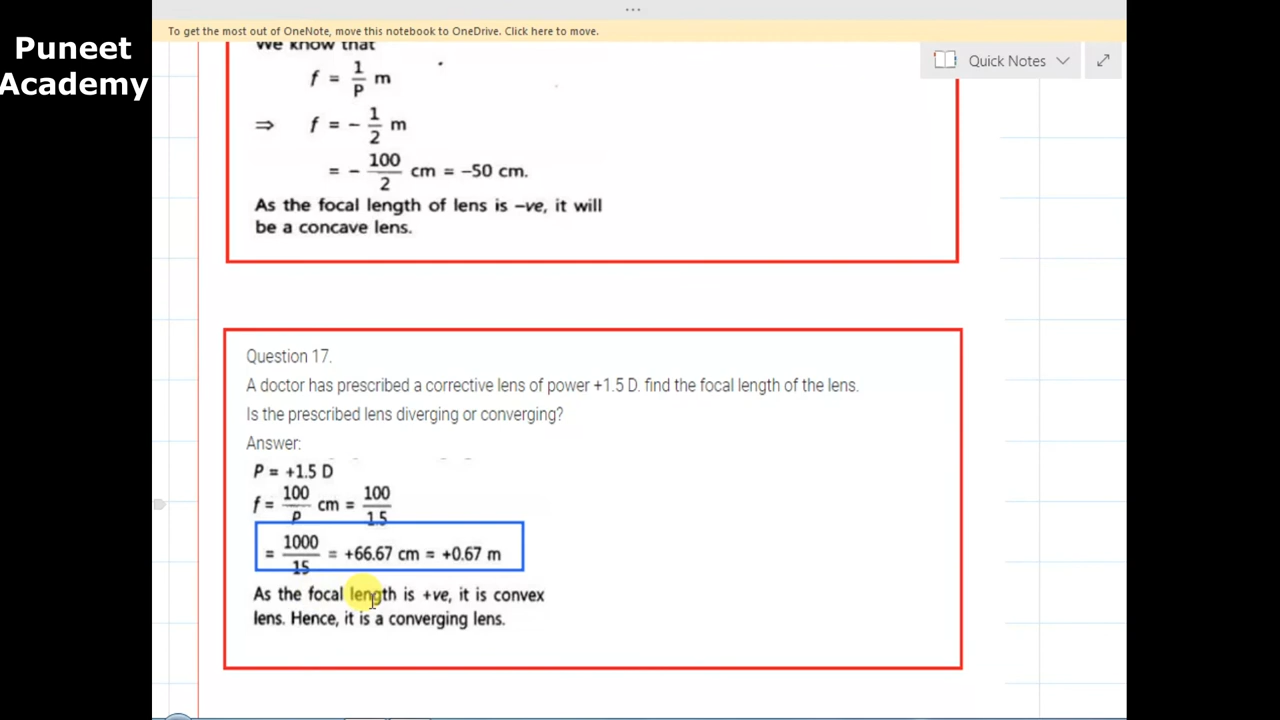 To get the most out of OneNote, move this notebook to OneDrive. Click here to move.
Puneet
Academy
Quick Notes
We know that
f = 1/P m
⇒ f = - 1/2 m
= - 100/2 cm = -50 cm.
As the focal length of lens is -ve, it will
be a concave lens.
Question 17.
A doctor has prescribed a corrective lens of power +1.5 D. find the focal length of the lens.
Is the prescribed lens diverging or converging?
Answer:
P = +1.5 D
f = 100/P cm = 100/1.5
= 1000/15 = +66.67 cm = +0.67 m
As the focal length is +ve, it is convex
lens. Hence, it is a converging lens.